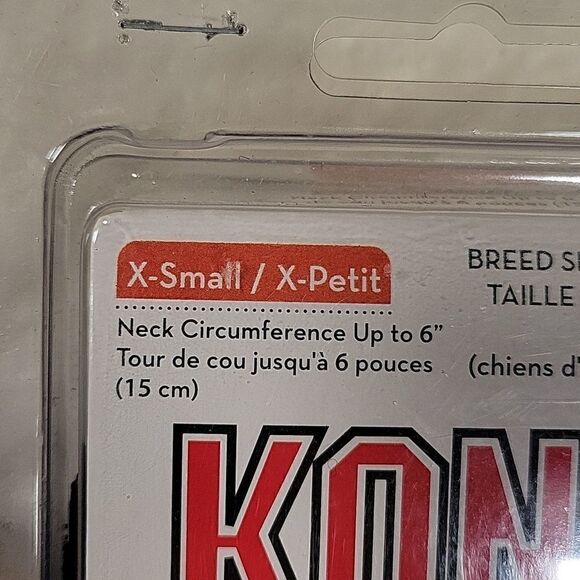 X-Small / X-Petit
Neck Circumference Up to 6”
Tour de cou jusqu'à 6 pouces
(15 cm)
BREED
TAILLE
(chiens d'
KON